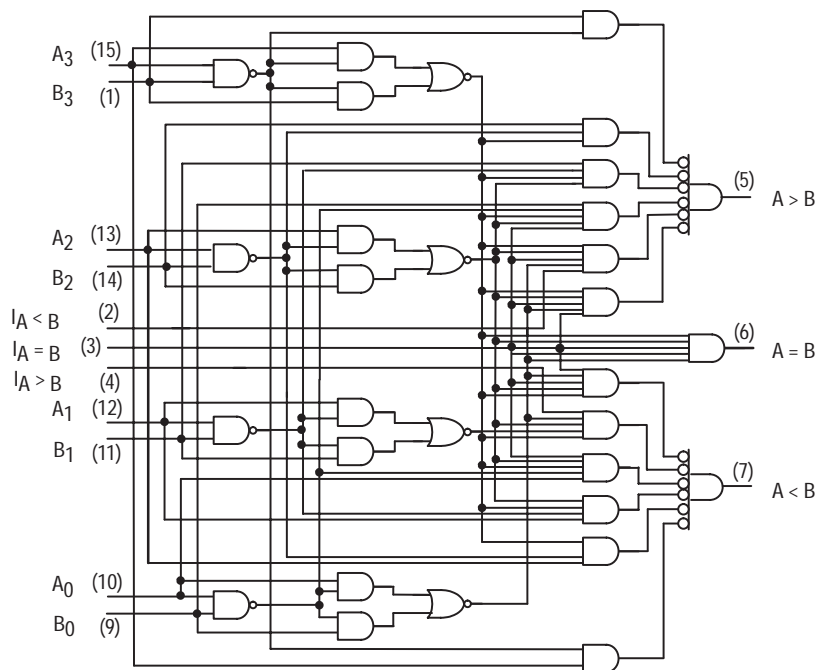 A3 (15)
B3 (1)
(5) A > B
A2 (13)
B2 (14)
IA < B (2)
IA = B (3)
(6) A = B
IA > B (4)
A1 (12)
B1 (11)
(7) A < B
A0 (10)
B0 (9)